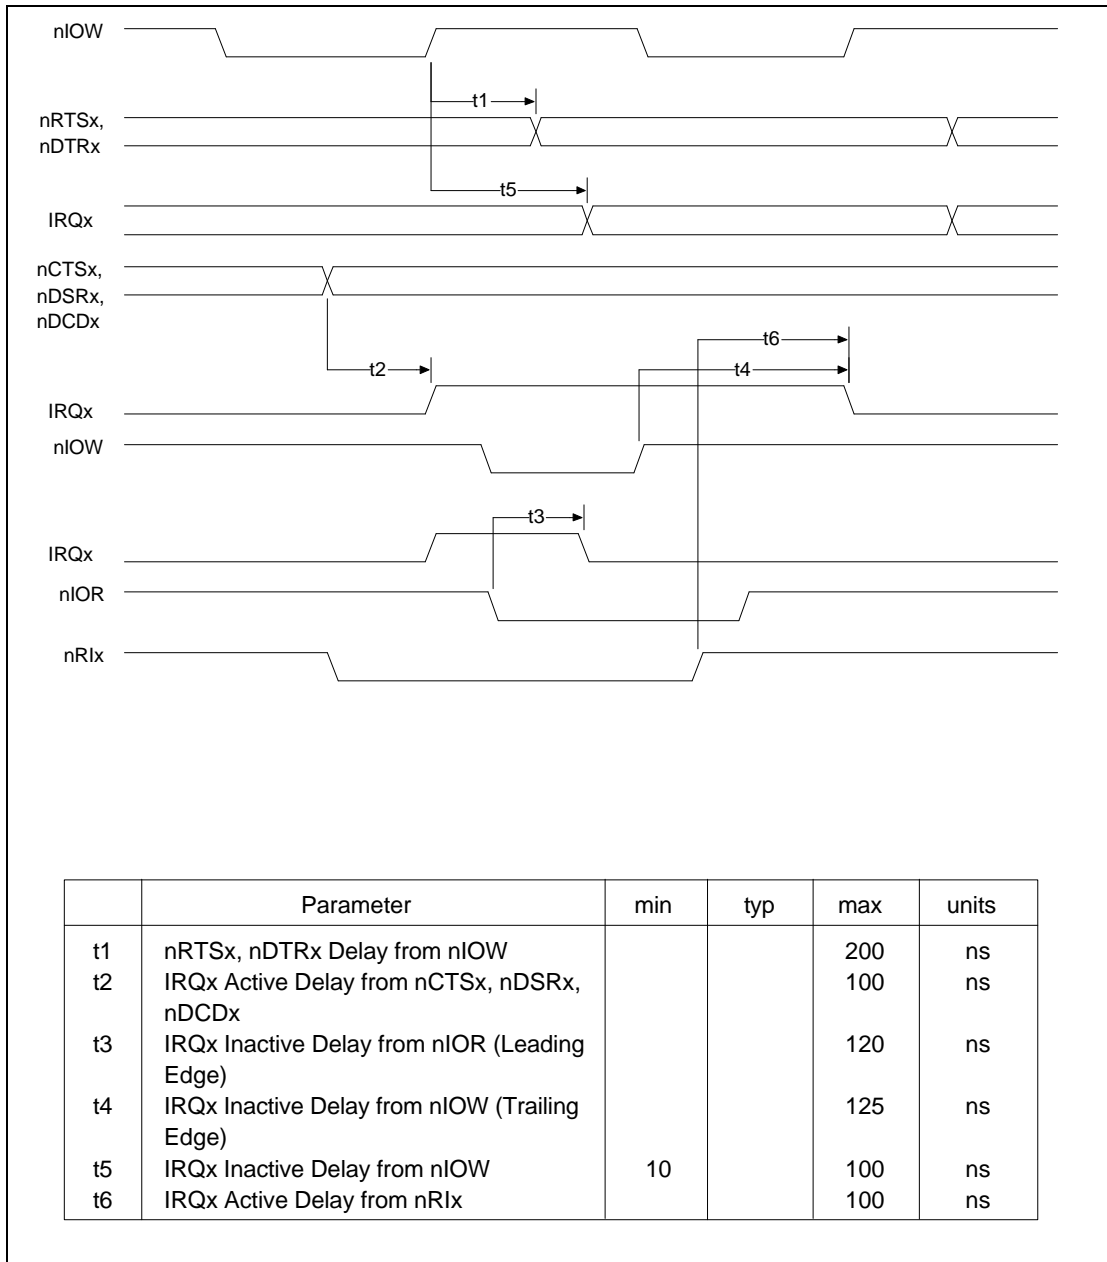 nIOW
t1
nRTSx,
nDTRx
t5
IRQx
nCTSx,
nDSRx,
nDCDx
t6
t2
t4
IRQx
nIOW
t3
IRQx
nIOR
nRIx
Parameter min typ max units
t1 nRTSx, nDTRx Delay from nIOW 200 ns
t2 IRQx Active Delay from nCTSx, nDSRx, 100 ns
nDCDx
t3 IRQx Inactive Delay from nIOR (Leading 120 ns
Edge)
t4 IRQx Inactive Delay from nIOW (Trailing 125 ns
Edge)
t5 IRQx Inactive Delay from nIOW 10 100 ns
t6 IRQx Active Delay from nRIx 100 ns